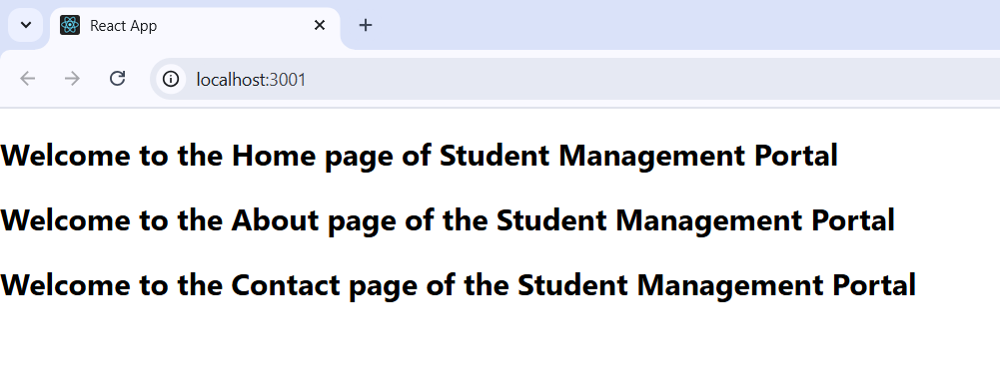 React App
localhost:3001
Welcome to the Home page of Student Management Portal
Welcome to the About page of the Student Management Portal
Welcome to the Contact page of the Student Management Portal